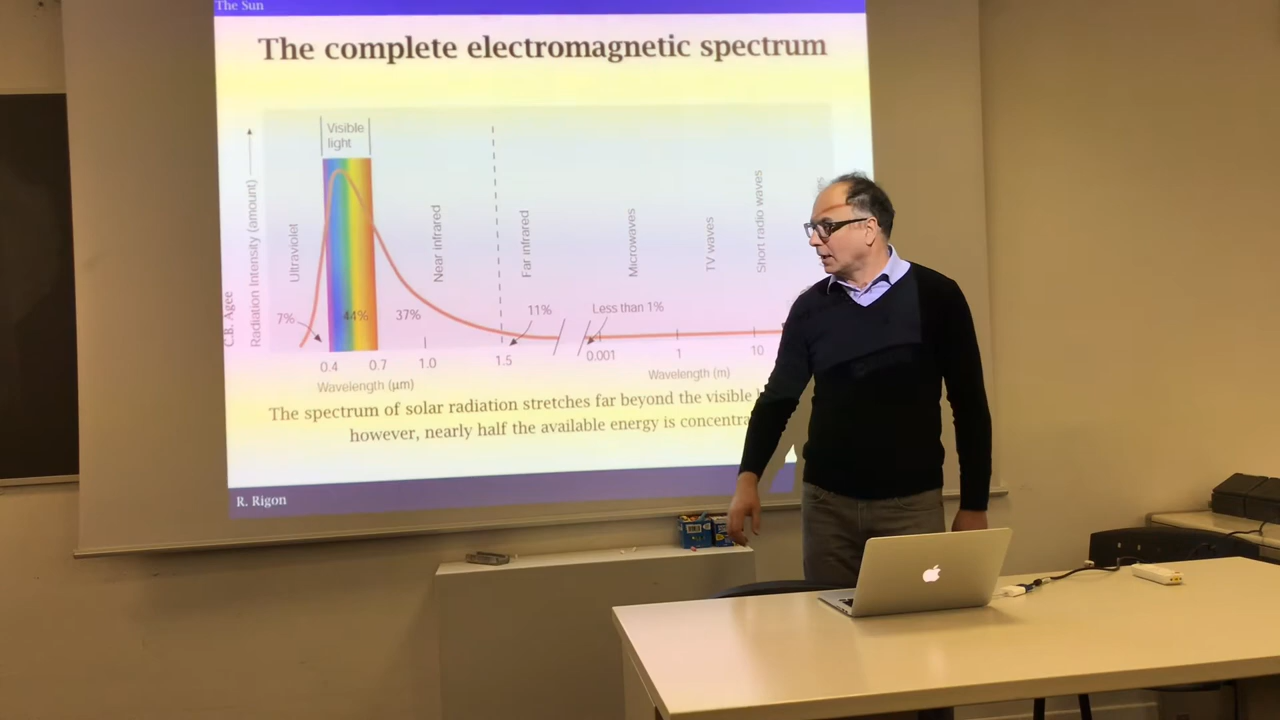 The Sun
The complete electromagnetic spectrum
Visible
light
Radiation Intensity (amount)
Ultraviolet
Near infrared
Far infrared
Microwaves
TV waves
Short radio waves
7%
44%
37%
11%
Less than 1%
0.4
0.7
1.0
1.5
0.001
1
10
Wavelength (μm)
Wavelength (m)
C.B. Agee
The spectrum of solar radiation stretches far beyond the visible
however, nearly half the available energy is
R. Rigon